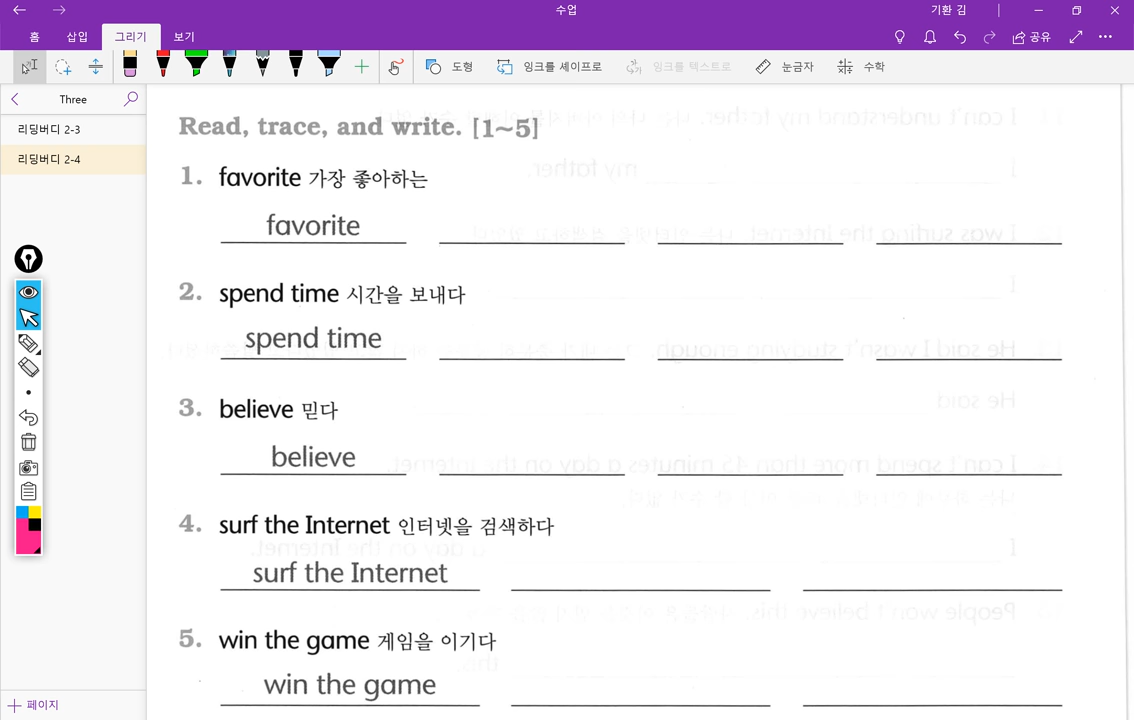 수업
기환 김
홈 삽입 그리기 보기
공유
도형 잉크를 셰이프로 잉크를 텍스트로 눈금자 수학
Three
리딩버디 2-3
리딩버디 2-4
페이지
Read, trace, and write. [1~5]
1. favorite 가장 좋아하는
favorite
2. spend time 시간을 보내다
spend time
3. believe 믿다
believe
4. surf the Internet 인터넷을 검색하다
surf the Internet
5. win the game 게임을 이기다
win the game